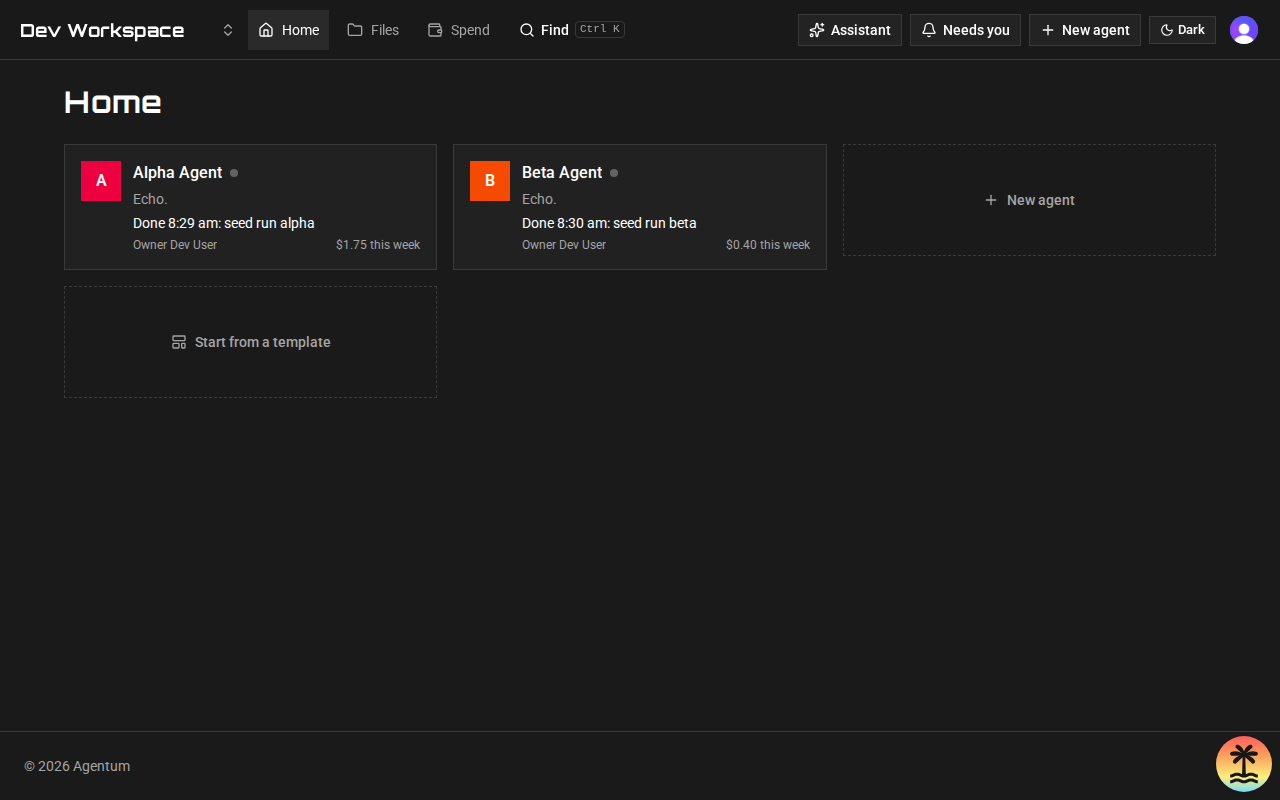 Dev Workspace
Home
Files
Spend
Find Ctrl K
Assistant
Needs you
New agent
Dark
Home
A
Alpha Agent
Echo.
Done 8:29 am: seed run alpha
Owner Dev User
$1.75 this week
B
Beta Agent
Echo.
Done 8:30 am: seed run beta
Owner Dev User
$0.40 this week
New agent
Start from a template
© 2026 Agentum